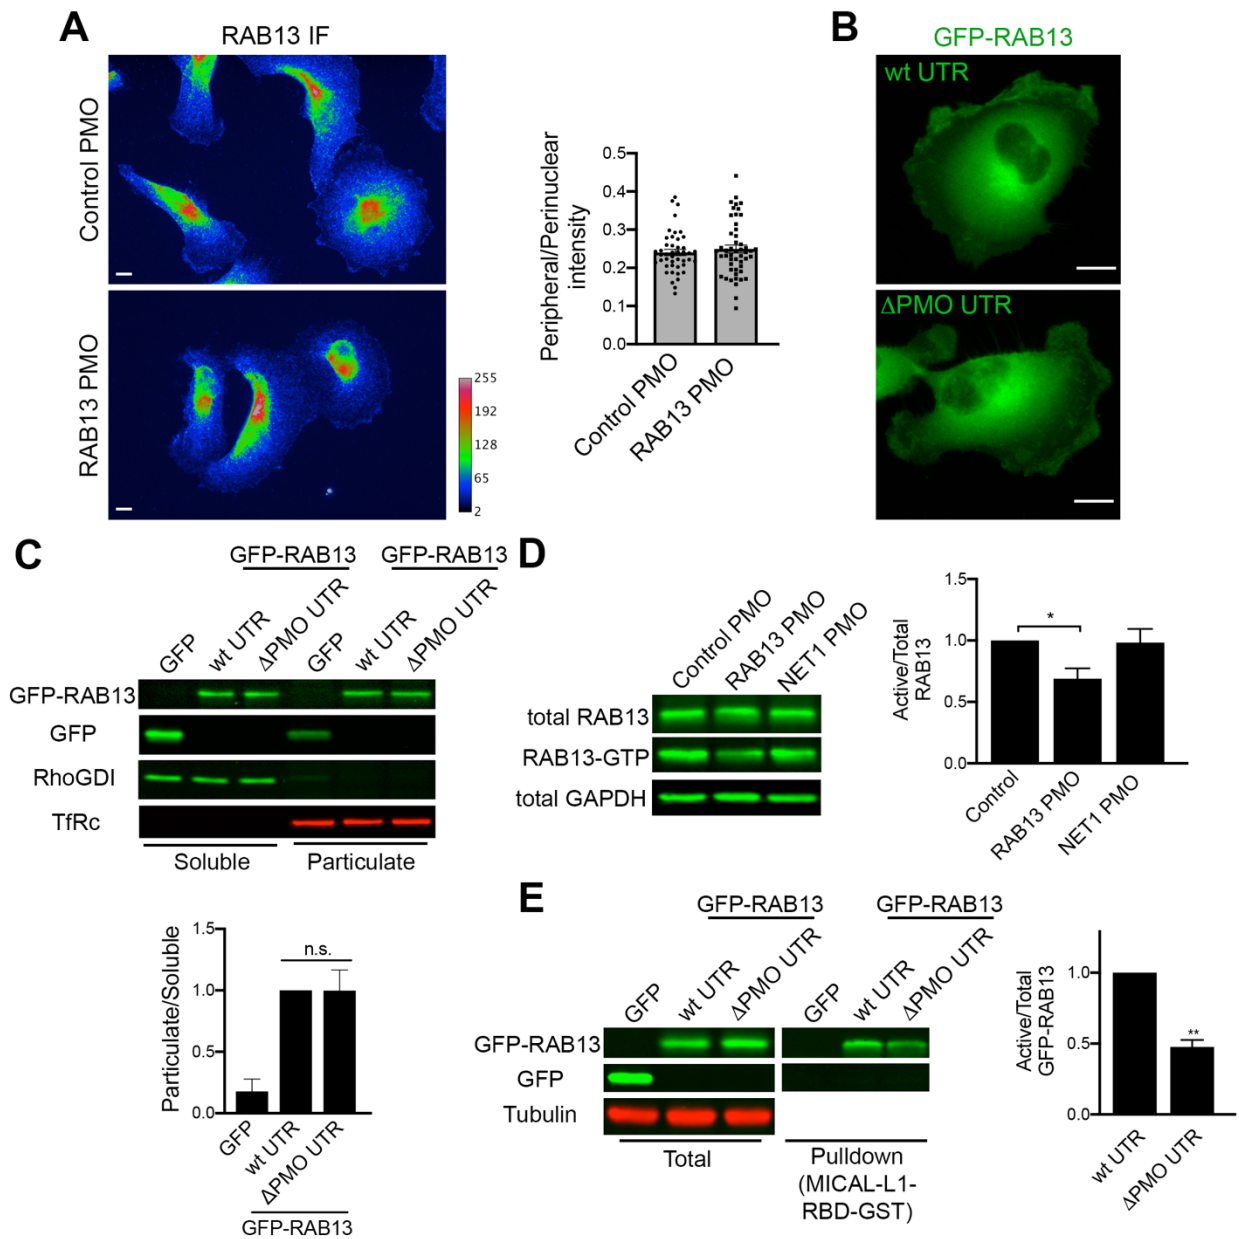 A
RAB13 IF
Control PMO
RAB13 PMO
255
192
128
65
2
Peripheral/Perinuclear
intensity
0.5
0.4
0.3
0.2
0.1
0.0
Control PMO
RAB13 PMO
B
GFP-RAB13
wt UTR
ΔPMO UTR
C
GFP-RAB13
GFP-RAB13
GFP
wt UTR
ΔPMO UTR
GFP
wt UTR
ΔPMO UTR
GFP-RAB13
GFP
RhoGDI
TfRc
Soluble
Particulate
Particulate/Soluble
1.5
1.0
0.5
0.0
n.s.
GFP
wt UTR
ΔPMO UTR
GFP-RAB13
D
Control PMO
RAB13 PMO
NET1 PMO
total RAB13
RAB13-GTP
total GAPDH
Active/Total
RAB13
1.5
1.0
0.5
0.0
*
Control
RAB13 PMO
NET1 PMO
E
GFP-RAB13
GFP-RAB13
GFP
wt UTR
ΔPMO UTR
GFP
wt UTR
ΔPMO UTR
GFP-RAB13
GFP
Tubulin
Total
Pulldown
(MICAL-L1-
RBD-GST)
Active/Total
GFP-RAB13
1.0
0.5
0.0
**
wt UTR
ΔPMO UTR